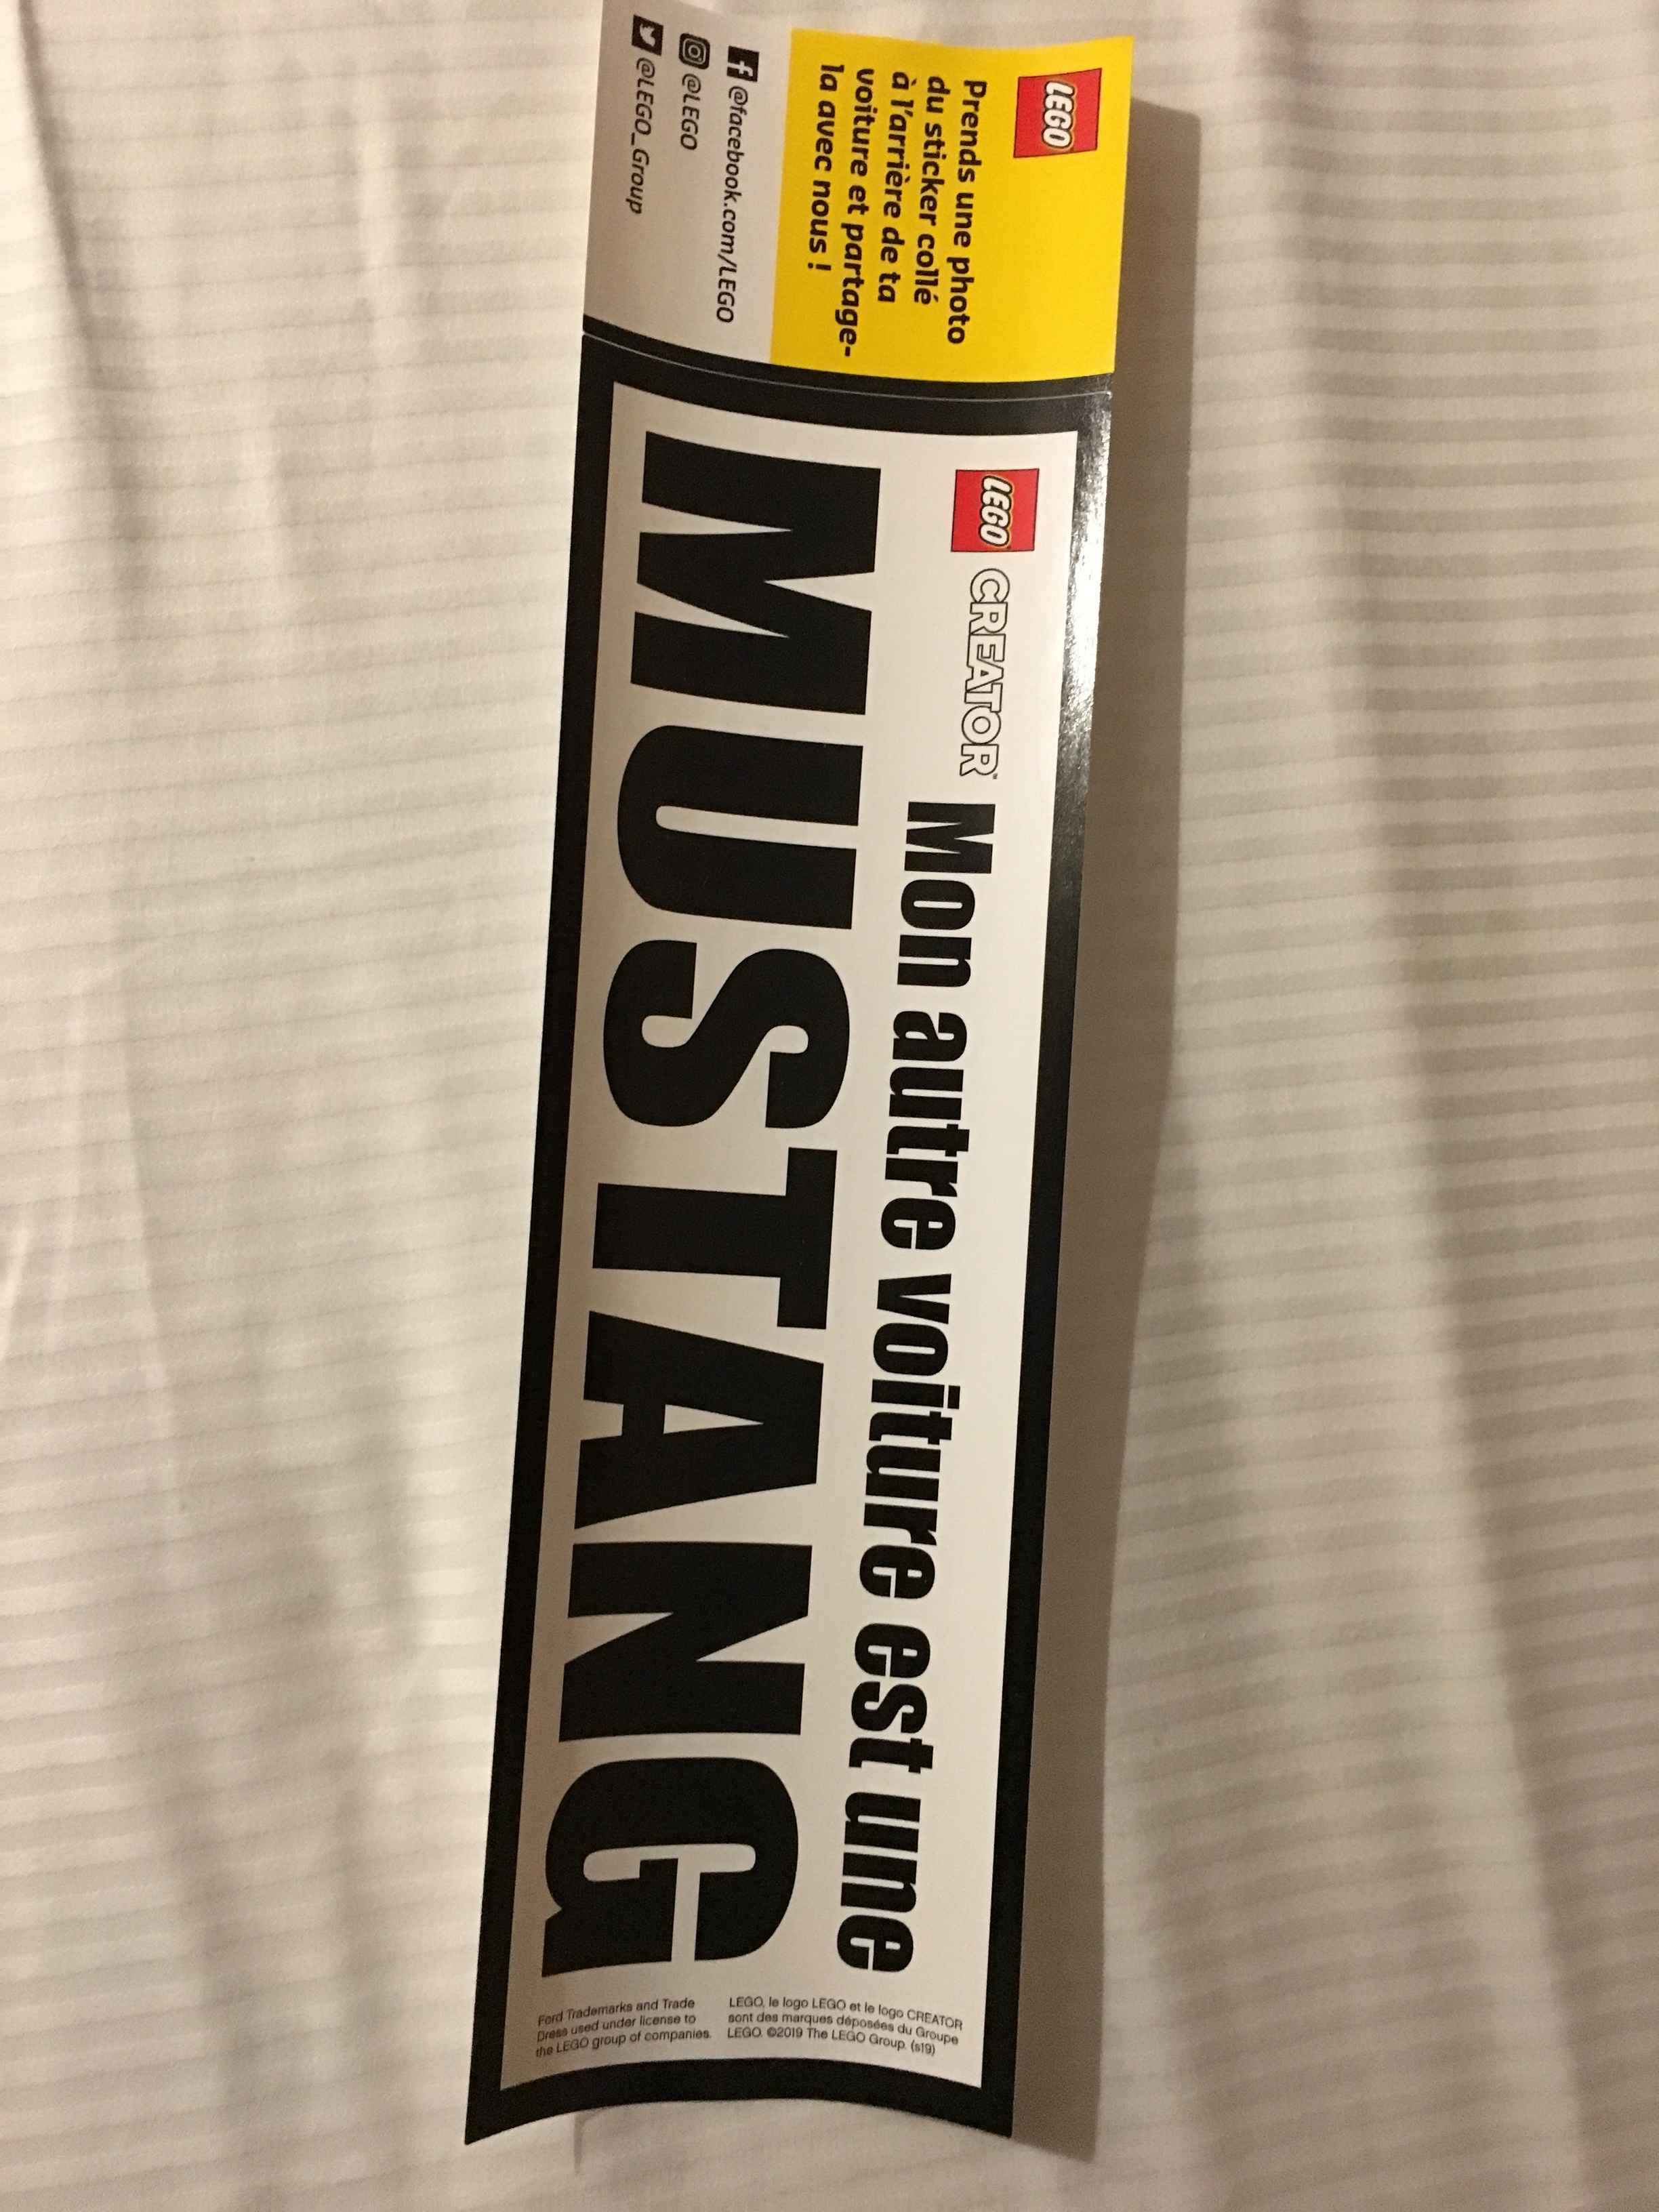 LEGO
Prends une photo
du sticker collé
à l'arrière de ta
voiture et partage-
la avec nous !
@facebook.com/LEGO
@LEGO
@LEGO_Group
LEGO CREATOR™ Mon autre voiture est une
MUSTANG
LEGO, le logo LEGO et le logo CREATOR
sont des marques déposées du Groupe
LEGO. ©2019 The LEGO Group. (s19)
Ford Trademarks and Trade
Dress used under license to
the LEGO group of companies.